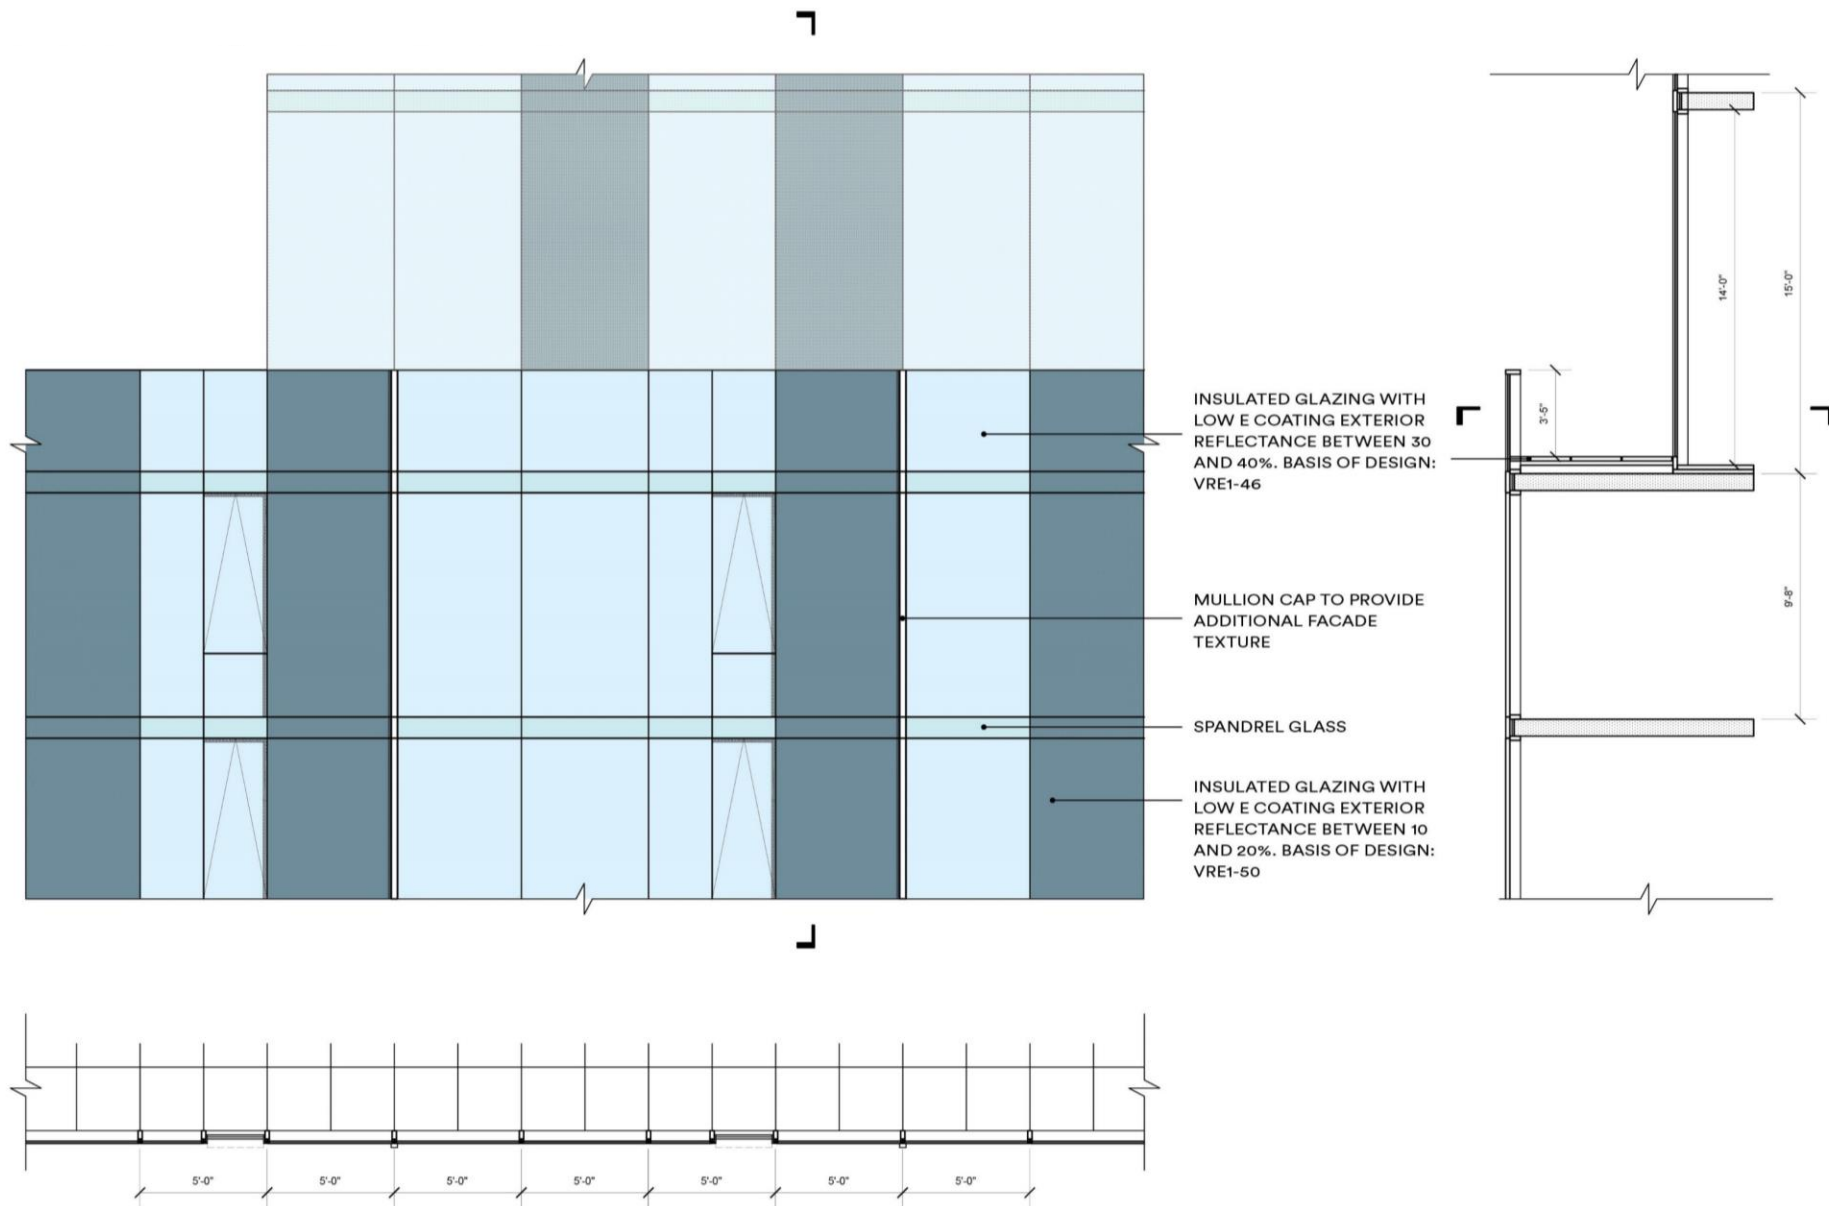 INSULATED GLAZING WITH
LOW E COATING EXTERIOR
REFLECTANCE BETWEEN 30
AND 40%. BASIS OF DESIGN:
VRE1-46
MULLION CAP TO PROVIDE
ADDITIONAL FACADE
TEXTURE
SPANDREL GLASS
INSULATED GLAZING WITH
LOW E COATING EXTERIOR
REFLECTANCE BETWEEN 10
AND 20%. BASIS OF DESIGN:
VRE1-50
14'-0"
15'-0"
3'-5"
9'-8"
5'-0"
5'-0"
5'-0"
5'-0"
5'-0"
5'-0"
5'-0"